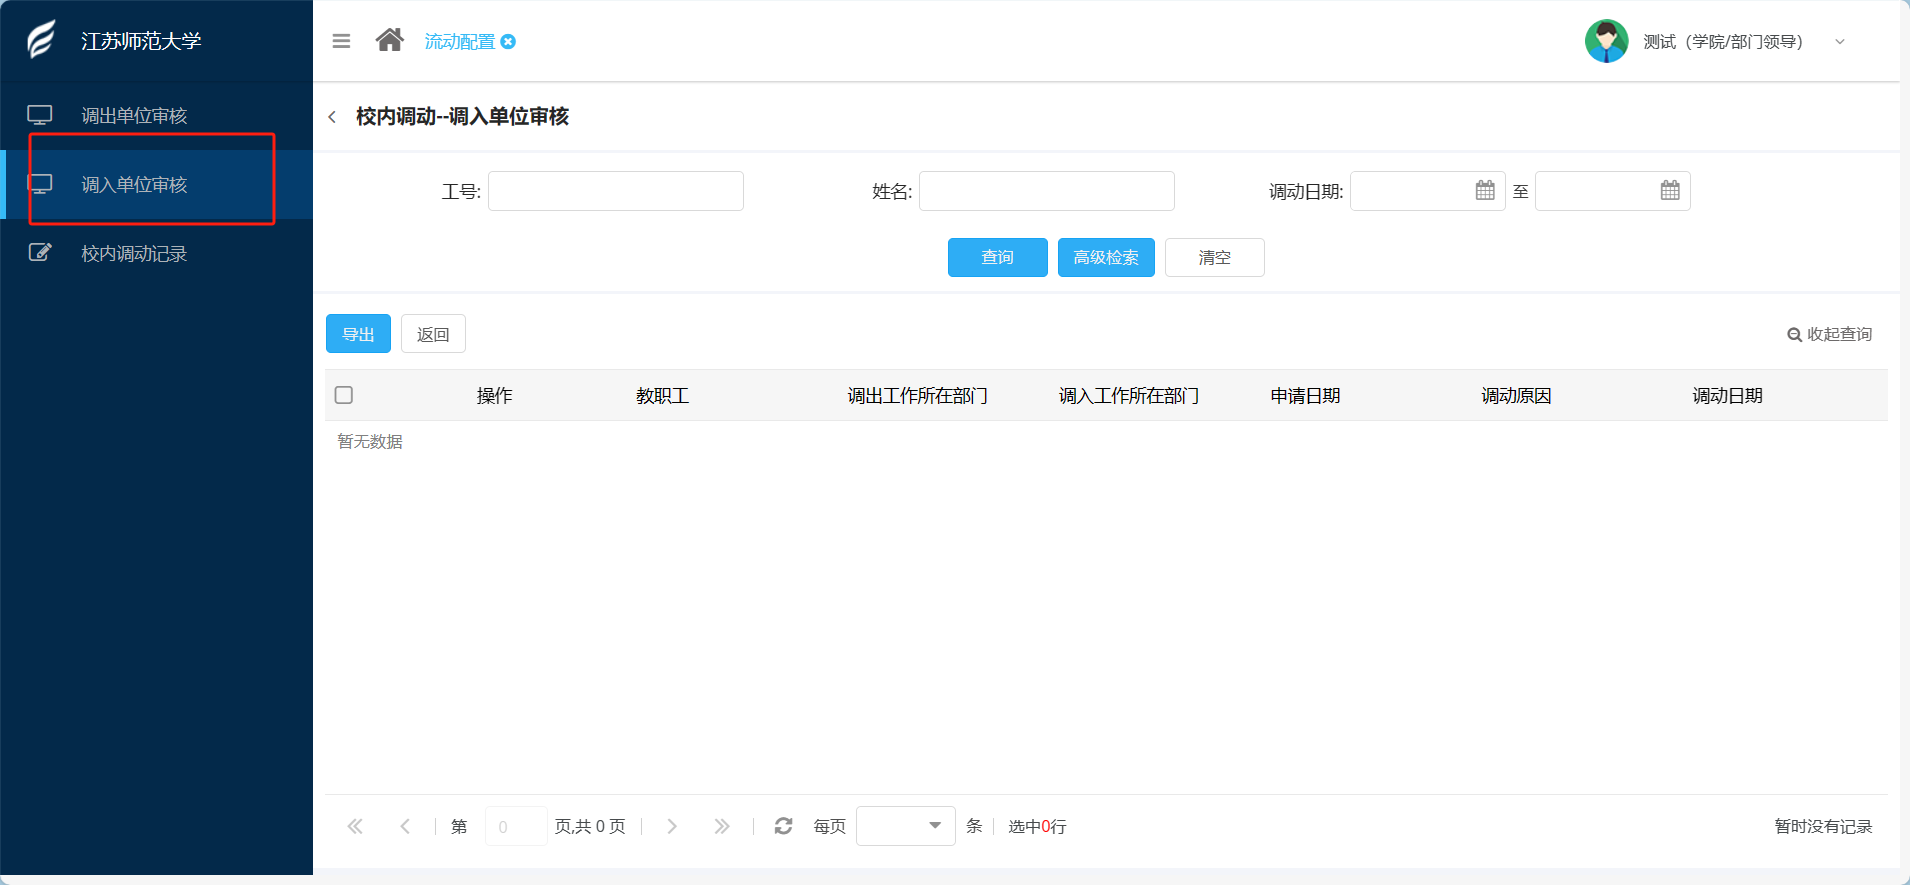 江苏师范大学
流动配置
测试（学院/部门领导）
调出单位审核
调入单位审核
校内调动记录
校内调动--调入单位审核
工号:
姓名:
调动日期:
至
查询
高级检索
清空
导出
返回
收起查询
操作
教职工
调出工作所在部门
调入工作所在部门
申请日期
调动原因
调动日期
暂无数据
第 0 页,共 0 页
每页 条
选中0行
暂时没有记录